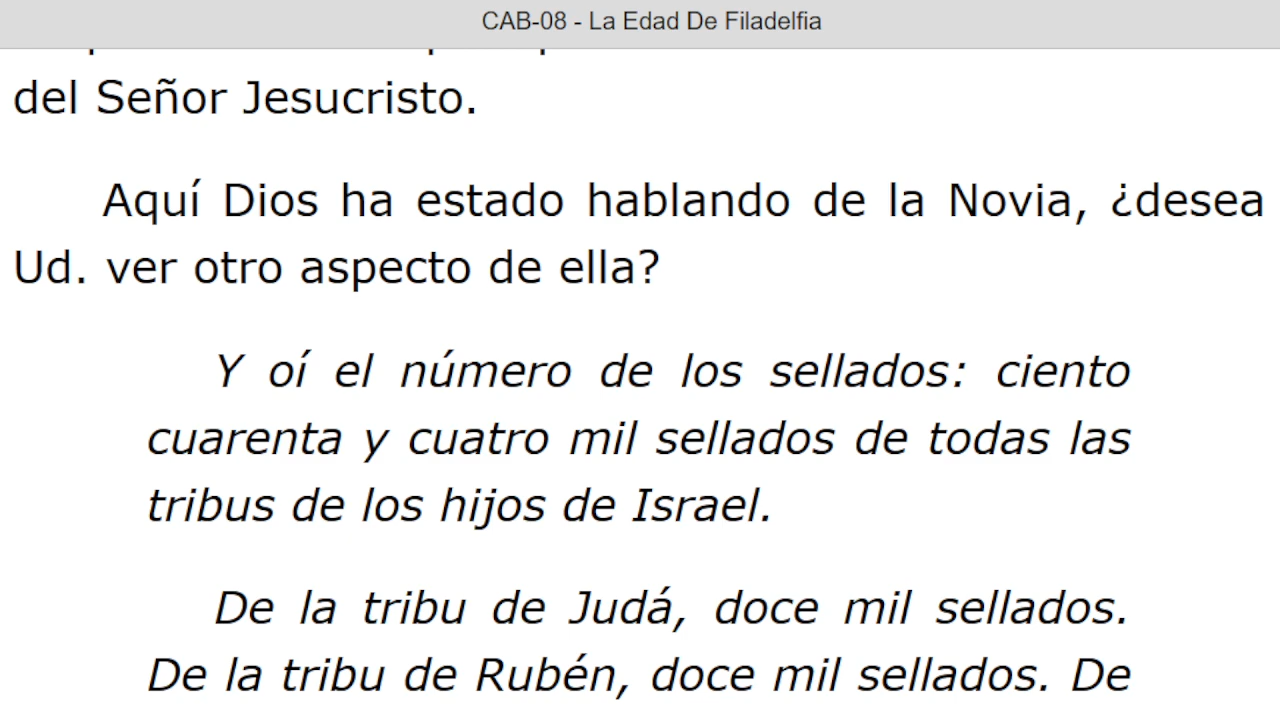 CAB-08 - La Edad De Filadelfia
del Señor Jesucristo.
Aquí Dios ha estado hablando de la Novia, ¿desea
Ud. ver otro aspecto de ella?
Y oí el número de los sellados: ciento
cuarenta y cuatro mil sellados de todas las
tribus de los hijos de Israel.
De la tribu de Judá, doce mil sellados.
De la tribu de Rubén, doce mil sellados. De